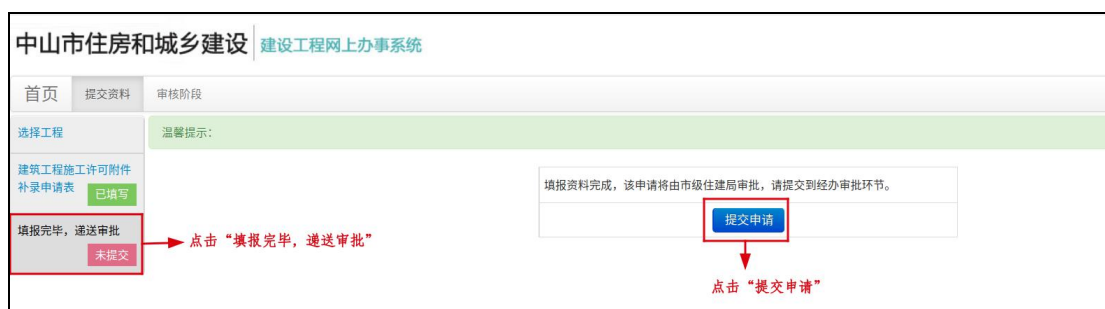 中山市住房和城乡建设 建设工程网上办事系统
首页 提交资料 审核阶段
选择工程
温馨提示：
建筑工程施工许可附件
补录申请表 已填写
填报资料完成，该申请将由市级住建局审批，请提交到经办审批环节。
提交申请
填报完毕，递送审批
未提交
点击“填报完毕，递送审批”
点击“提交申请”